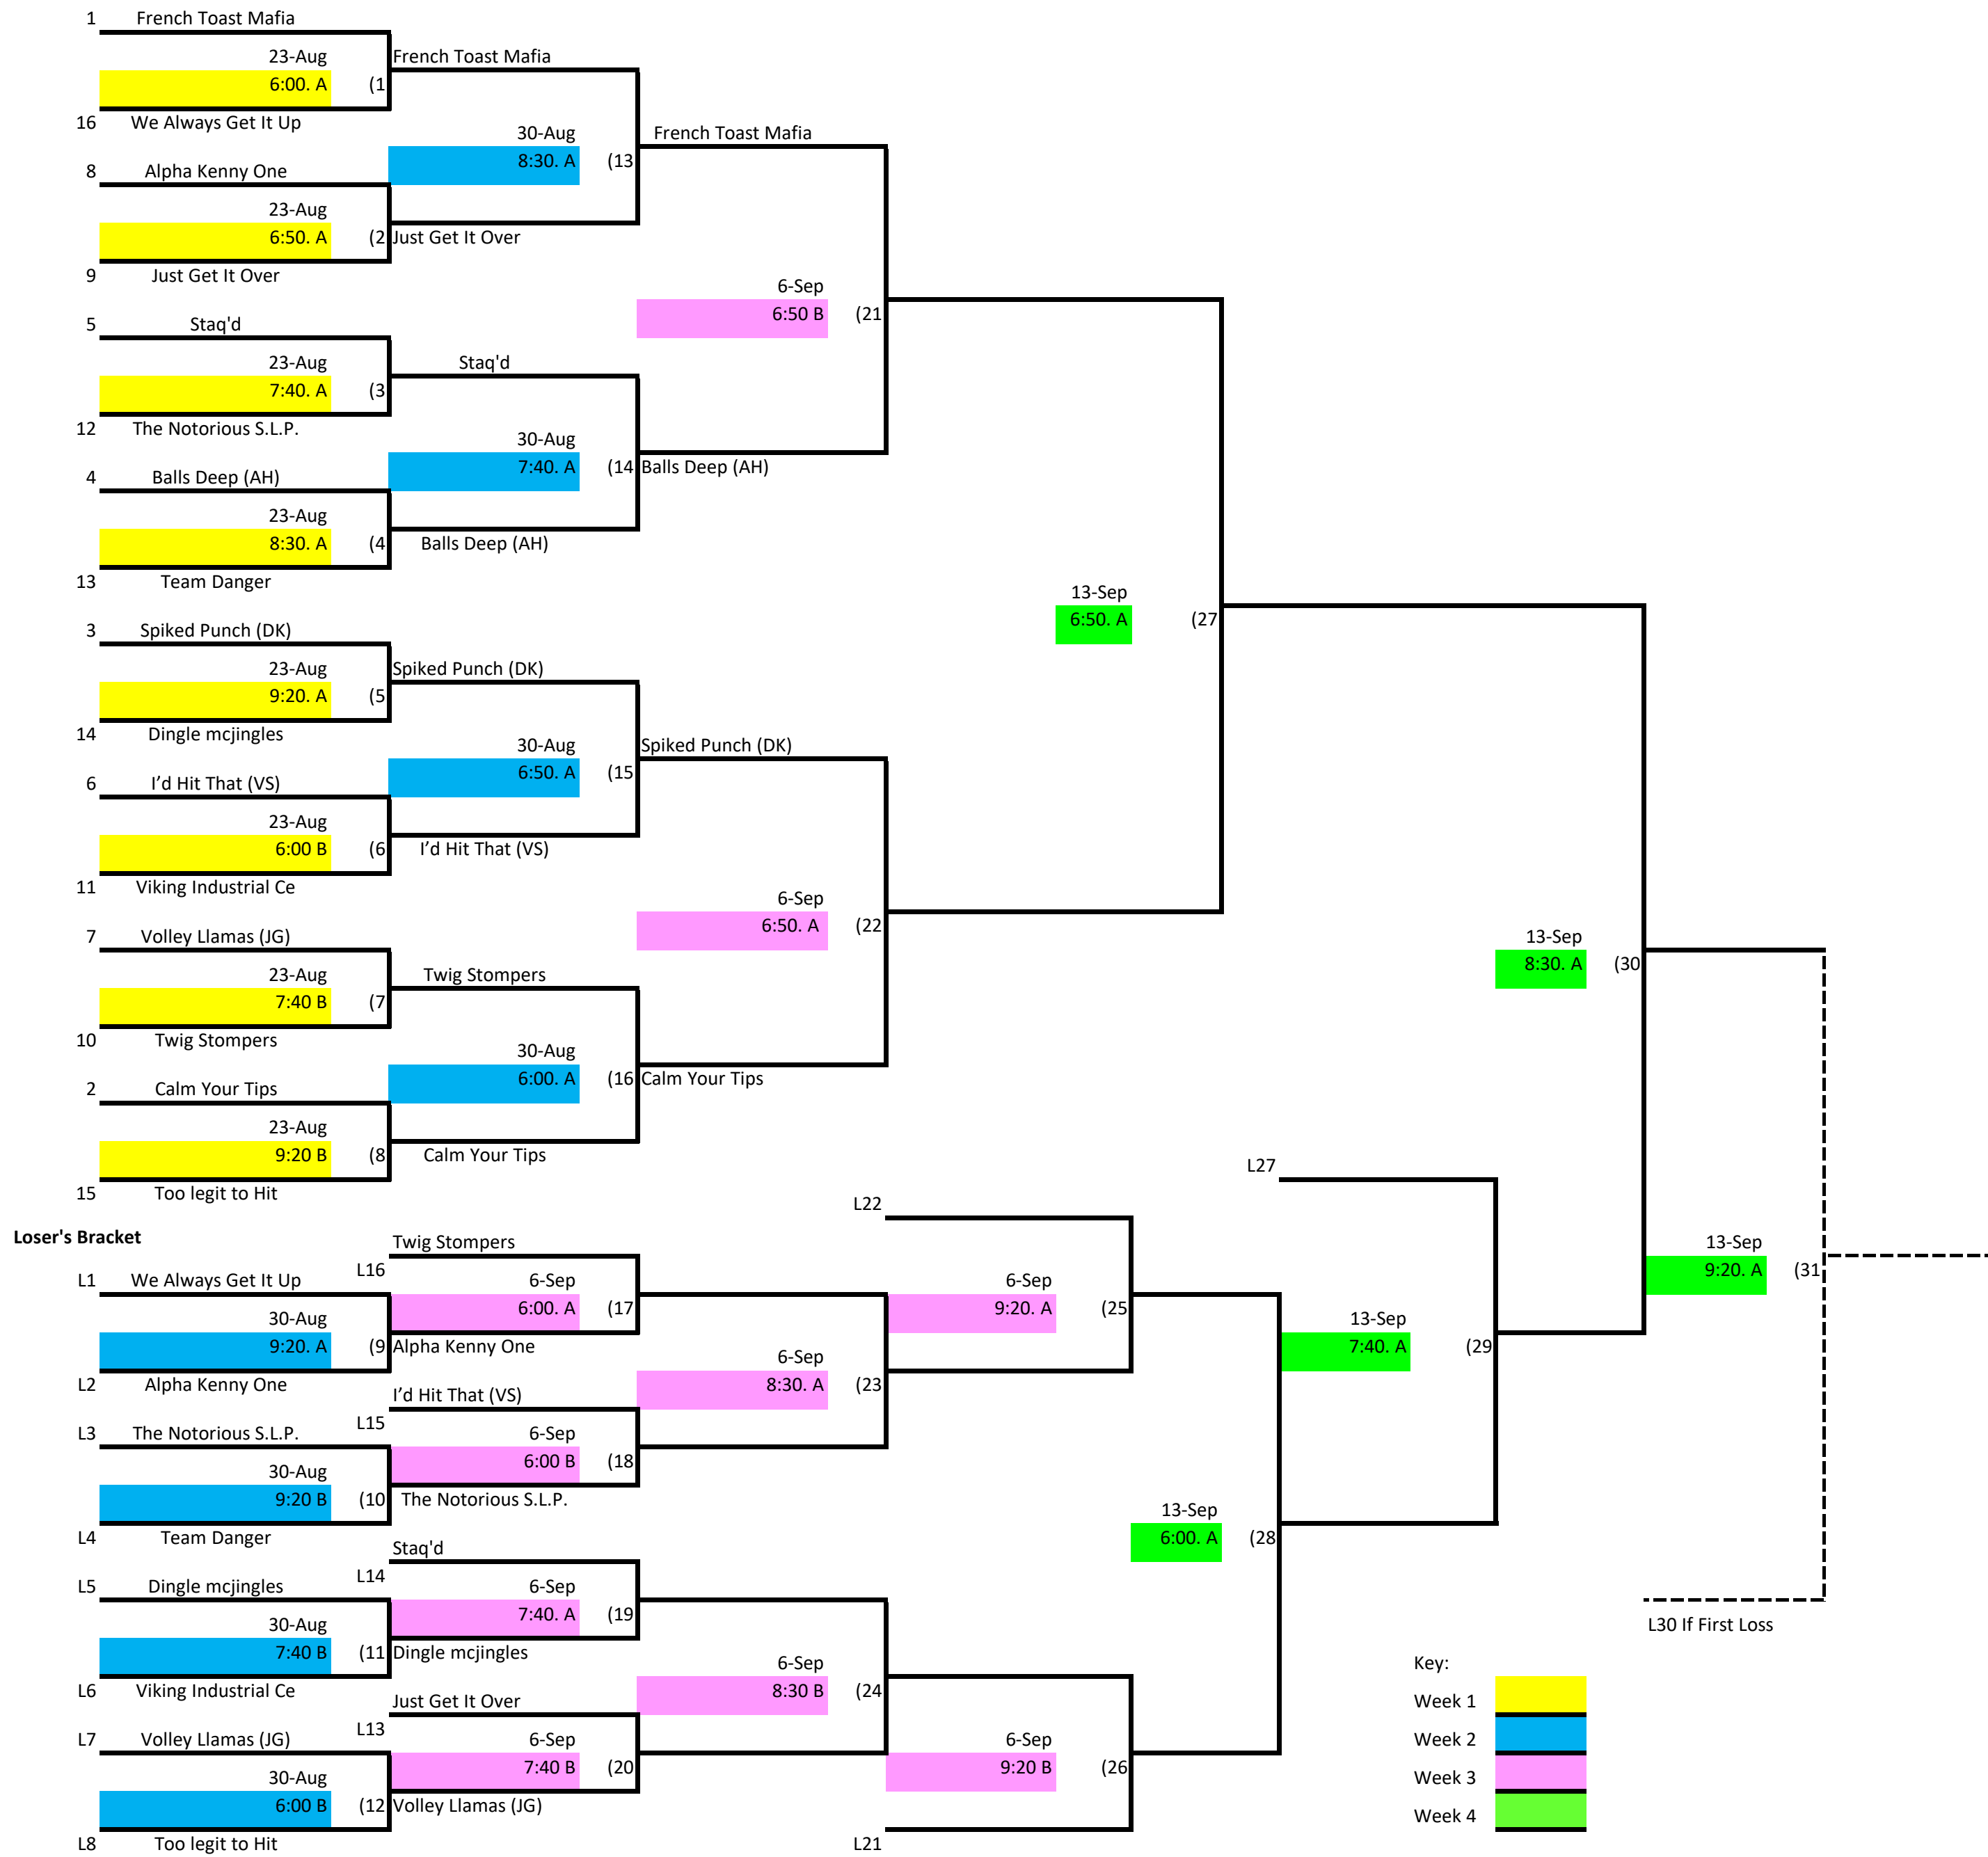 1 French Toast Mafia
23-Aug French Toast Mafia
6:00. A (1
16 We Always Get It Up
30-Aug French Toast Mafia
8:30. A (13
8 Alpha Kenny One
23-Aug
6:50. A (2 Just Get It Over
9 Just Get It Over
6-Sep
6:50 B (21
5 Staq'd
23-Aug Staq'd
7:40. A (3
12 The Notorious S.L.P.
30-Aug
7:40. A (14 Balls Deep (AH)
4 Balls Deep (AH)
23-Aug
8:30. A (4 Balls Deep (AH)
13 Team Danger
13-Sep
6:50. A (27
3 Spiked Punch (DK)
23-Aug Spiked Punch (DK)
9:20. A (5
14 Dingle mcjingles
30-Aug Spiked Punch (DK)
6:50. A (15
6 I’d Hit That (VS)
23-Aug
6:00 B (6 I’d Hit That (VS)
11 Viking Industrial Ce
6-Sep
6:50. A (22
7 Volley Llamas (JG)
13-Sep
8:30. A (30
23-Aug Twig Stompers
7:40 B (7
10 Twig Stompers
30-Aug
6:00. A (16 Calm Your Tips
2 Calm Your Tips
23-Aug
9:20 B (8 Calm Your Tips
15 Too legit to Hit
L27
L22
Loser's Bracket
Twig Stompers
L16
L1 We Always Get It Up
6-Sep
6:00. A (17
6-Sep
9:20. A (25
13-Sep
9:20. A (31
30-Aug
9:20. A (9 Alpha Kenny One
13-Sep
7:40. A (29
L2 Alpha Kenny One
6-Sep
8:30. A (23
I’d Hit That (VS)
L15
L3 The Notorious S.L.P.
6-Sep
6:00 B (18
30-Aug
9:20 B (10 The Notorious S.L.P.
13-Sep
6:00. A (28
L4 Team Danger
Staq'd
L14
L5 Dingle mcjingles
6-Sep
7:40. A (19
L30 If First Loss
30-Aug
7:40 B (11 Dingle mcjingles
6-Sep
8:30 B (24
Key:
L6 Viking Industrial Ce
Just Get It Over
Week 1
L13
L7 Volley Llamas (JG)
6-Sep
7:40 B (20
6-Sep
9:20 B (26
Week 2
Week 3
30-Aug
6:00 B (12 Volley Llamas (JG)
Week 4
L8 Too legit to Hit
L21